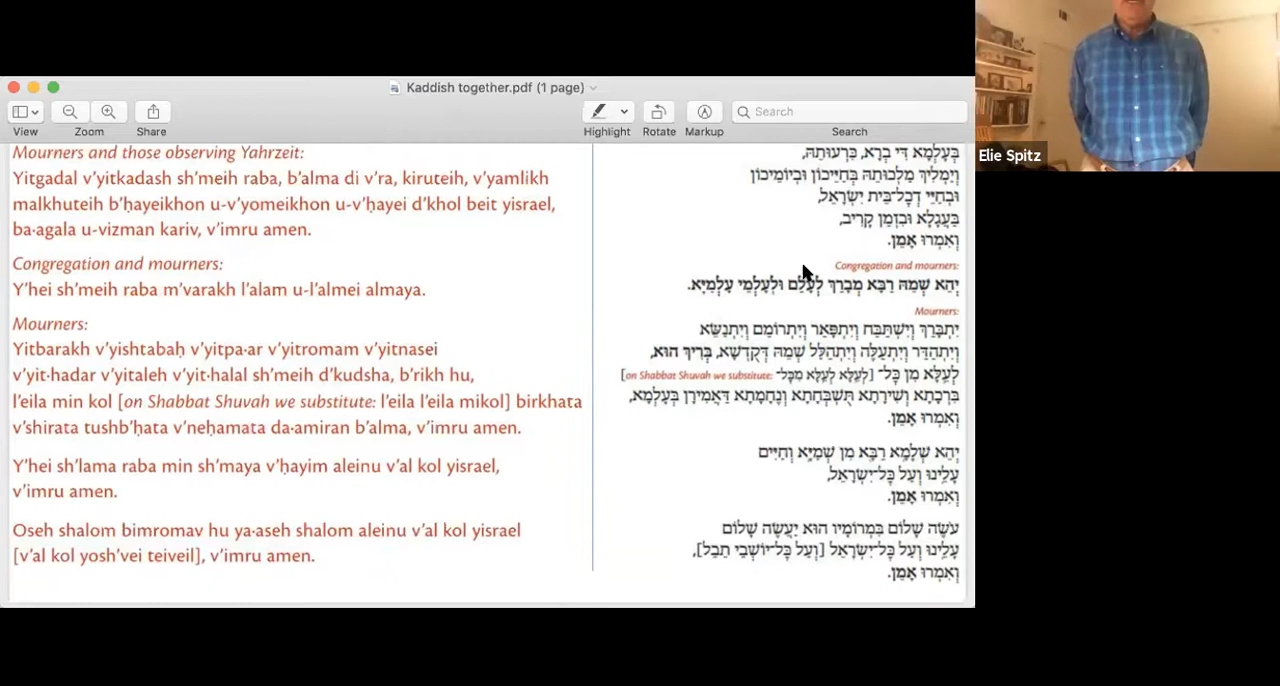 Kaddish together.pdf (1 page)
View
Zoom
Share
Highlight
Rotate
Markup
Search
Search
Elie Spitz
Mourners and those observing Yahrzeit:
Yitgadal v'yitkadash sh'meih raba, b'alma di v'ra, kiruteih, v'yamlikh
malkhuteih b'ḥayeikhon u-v'yomeikhon u-v'ḥayei d'khol beit yisrael,
ba·agala u-vizman kariv, v'imru amen.
Congregation and mourners:
Y'hei sh'meih raba m'varakh l'alam u-l'almei almaya.
Mourners:
Yitbarakh v'yishtabaḥ v'yitpa·ar v'yitromam v'yitnasei
v'yit·hadar v'yitaleh v'yit·halal sh'meih d'kudsha, b'rikh hu,
l'eila min kol [on Shabbat Shuvah we substitute: l'eila l'eila mikol] birkhata
v'shirata tushb'ḥata v'neḥamata da·amiran b'alma, v'imru amen.
Y'hei sh'lama raba min sh'maya v'ḥayim aleinu v'al kol yisrael,
v'imru amen.
Oseh shalom bimromav hu ya·aseh shalom aleinu v'al kol yisrael
[v'al kol yosh'vei teiveil], v'imru amen.
בְּעָלְמָא דִּי בְרָא, כִּרְעוּתֵהּ,
וְיַמְלִיךְ מַלְכוּתֵהּ בְּחַיֵּיכוֹן וּבְיוֹמֵיכוֹן
וּבְחַיֵּי דְכָל־בֵּית יִשְׂרָאֵל,
בַּעֲגָלָא וּבִזְמַן קָרִיב,
וְאִמְרוּ אָמֵן.
Congregation and mourners:
יְהֵא שְׁמֵהּ רַבָּא מְבָרַךְ לְעָלַם וּלְעָלְמֵי עָלְמַיָּא.
Mourners:
יִתְבָּרַךְ וְיִשְׁתַּבַּח וְיִתְפָּאַר וְיִתְרוֹמַם וְיִתְנַשֵּׂא
וְיִתְהַדַּר וְיִתְעַלֶּה וְיִתְהַלַּל שְׁמֵהּ דְּקֻדְשָׁא, בְּרִיךְ הוּא,
לְעֵלָּא מִן כׇּל־ [לְעֵלָּא לְעֵלָּא מִכׇּל־ :on Shabbat Shuvah we substitute]
בִּרְכָתָא וְשִׁירָתָא תֻּשְׁבְּחָתָא וְנֶחָמָתָא דַּאֲמִירָן בְּעָלְמָא,
וְאִמְרוּ אָמֵן.
יְהֵא שְׁלָמָא רַבָּא מִן שְׁמַיָּא וְחַיִּים
עָלֵינוּ וְעַל כׇּל־יִשְׂרָאֵל,
וְאִמְרוּ אָמֵן.
עֹשֶׂה שָׁלוֹם בִּמְרוֹמָיו הוּא יַעֲשֶׂה שָׁלוֹם
עָלֵינוּ וְעַל כׇּל־יִשְׂרָאֵל [וְעַל כׇּל־יוֹשְׁבֵי תֵבֵל],
וְאִמְרוּ אָמֵן.